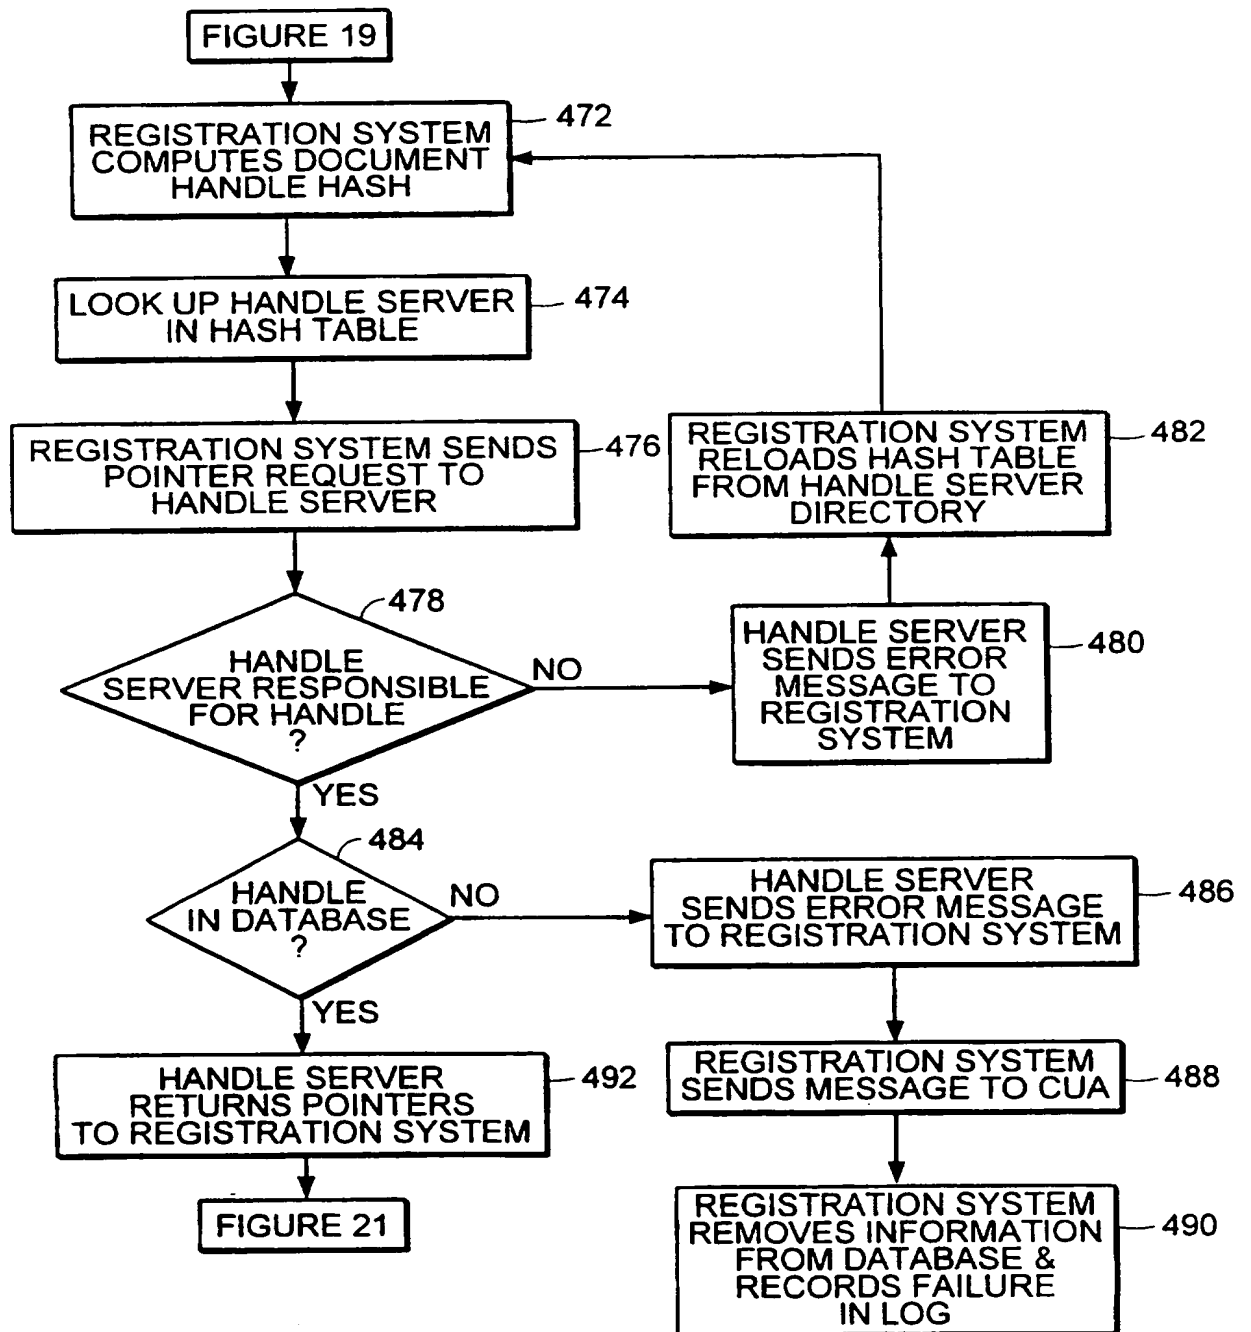 FIGURE 19
REGISTRATION SYSTEM
COMPUTES DOCUMENT
HANDLE HASH
472
LOOK UP HANDLE SERVER
IN HASH TABLE
474
REGISTRATION SYSTEM SENDS
POINTER REQUEST TO
HANDLE SERVER
476
REGISTRATION SYSTEM
RELOADS HASH TABLE
FROM HANDLE SERVER
DIRECTORY
482
478
HANDLE
SERVER RESPONSIBLE
FOR HANDLE
?
NO
YES
HANDLE SERVER
SENDS ERROR
MESSAGE TO
REGISTRATION
SYSTEM
480
484
HANDLE
IN DATABASE
?
NO
YES
HANDLE SERVER
SENDS ERROR MESSAGE
TO REGISTRATION SYSTEM
486
REGISTRATION SYSTEM
SENDS MESSAGE TO CUA
488
HANDLE SERVER
RETURNS POINTERS
TO REGISTRATION SYSTEM
492
FIGURE 21
REGISTRATION SYSTEM
REMOVES INFORMATION
FROM DATABASE &
RECORDS FAILURE
IN LOG
490